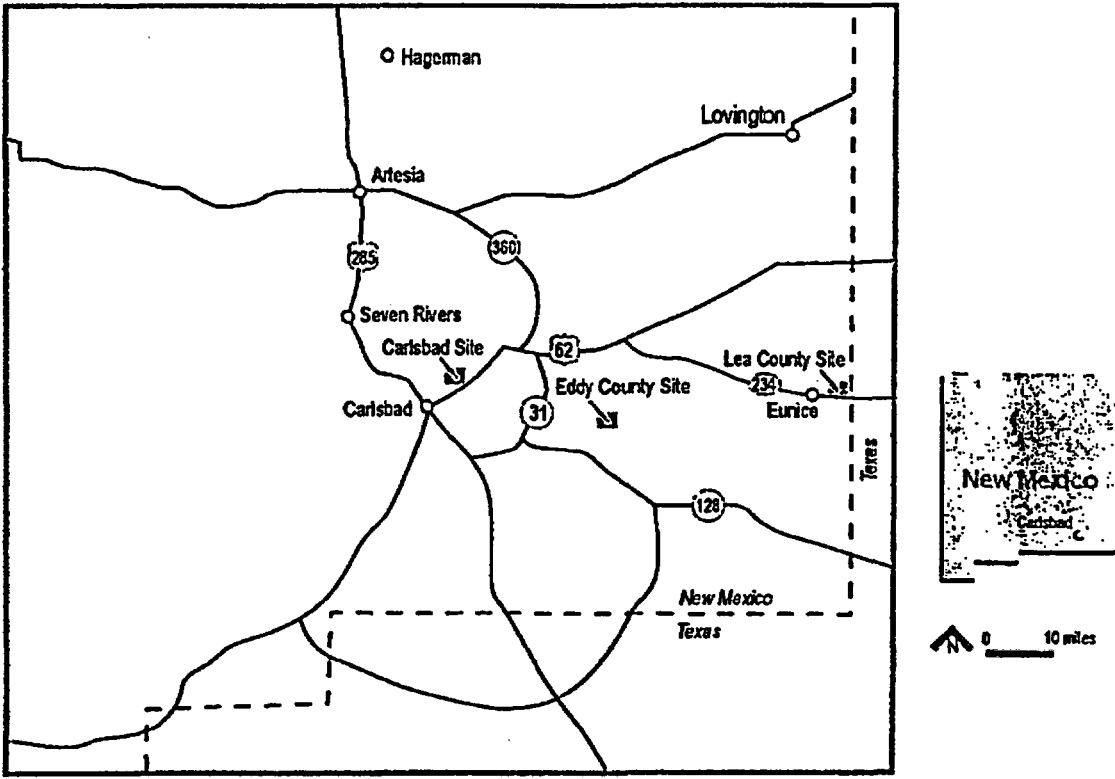 Hagerman
Lovington
Artesia
360
285
Seven Rivers
Carlsbad Site
62
Lea County Site
234
Eddy County Site
Carlsbad
31
Eunice
Texas
New Mexico
Carlsbad
128
New Mexico
Texas
N
0 10 miles